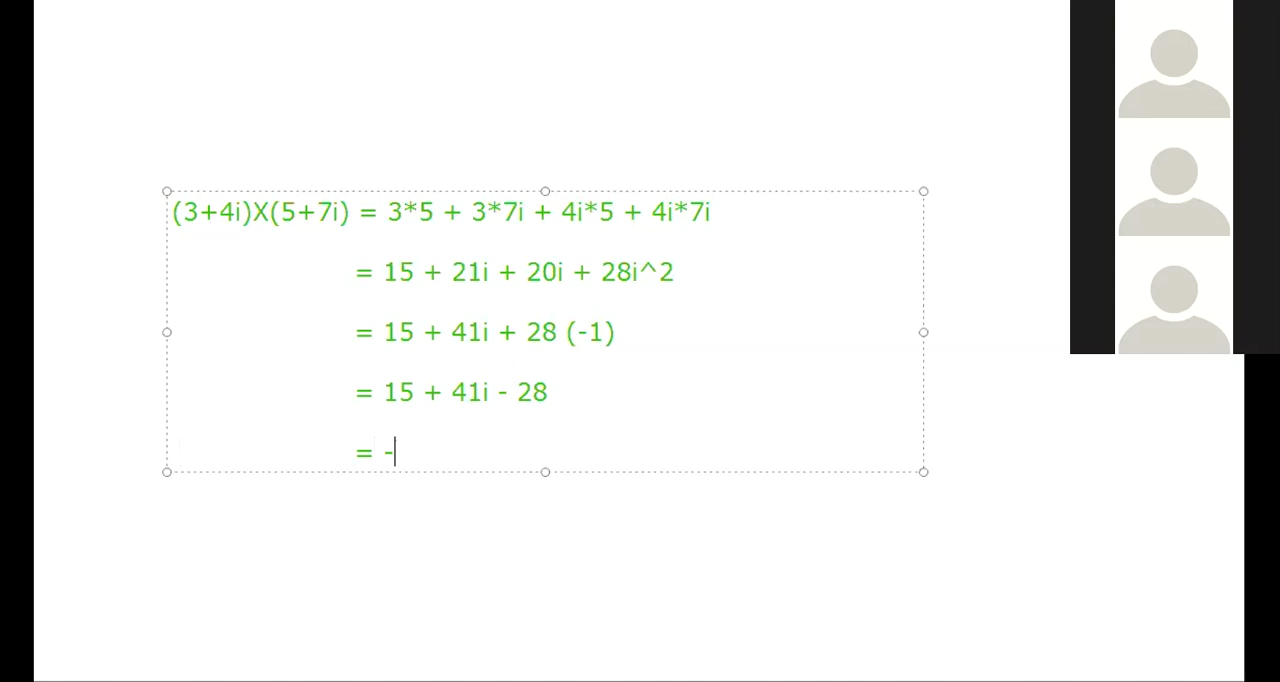 (3+4i)X(5+7i) = 3*5 + 3*7i + 4i*5 + 4i*7i
= 15 + 21i + 20i + 28i^2
= 15 + 41i + 28 (-1)
= 15 + 41i - 28
= -